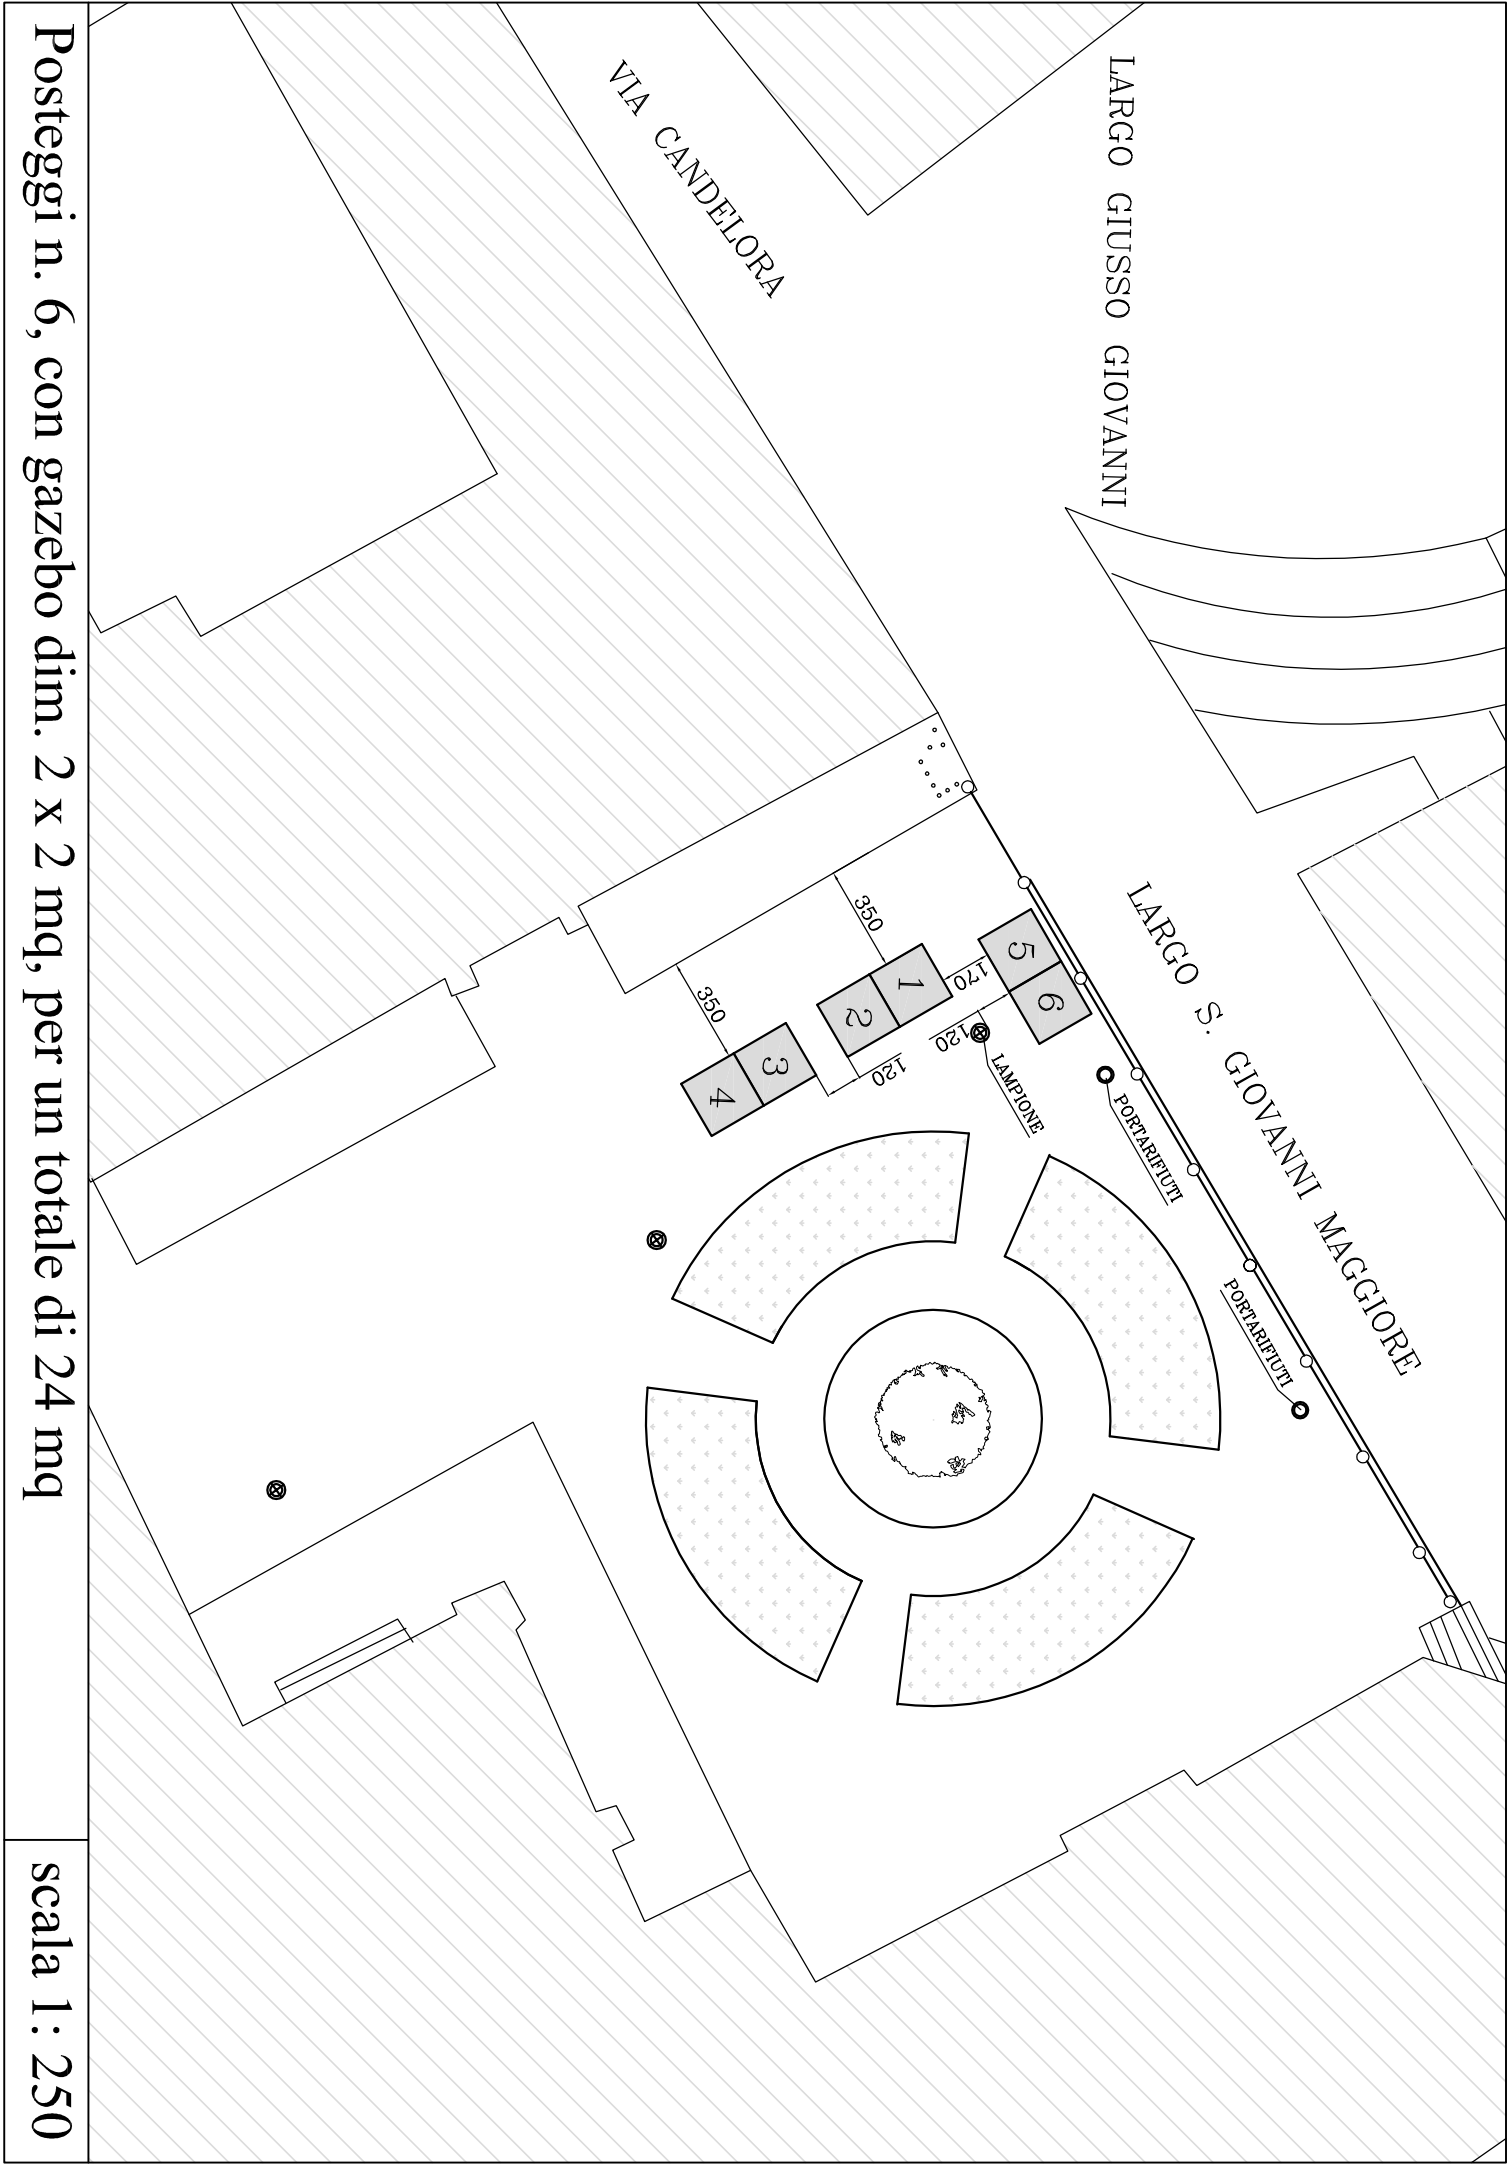 LARGO GIUSSO GIOVANNI
VIA CANDELORA
LARGO S. GIOVANNI MAGGIORE
PORTARIFIUTI
PORTARIFIUTI
LAMPIONE
5
6
170
120
350
1
2
120
350
3
4
Posteggi n. 6, con gazebo dim. 2 x 2 mq, per un totale di 24 mq
scala 1: 250